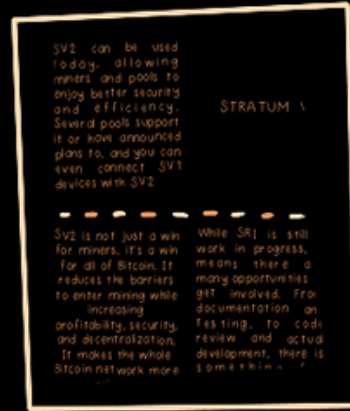 SV2 can be used
today, allowing
miners and pools to
enjoy better security
and efficiency.
Several pools support
it or have announced
plans to, and you can
even connect SV1
devices with SV2
STRATUM
SV2 is not just a win
for miners, it's a win
for all of Bitcoin. It
reduces the barriers
to enter mining while
increasing
profitability, security,
and decentralization.
It makes the whole
Bitcoin network more
While SRI is still
work in progress,
means there a
many opportunities
get involved. Fro
documentation an
testing, to code
review and actual
development, there is